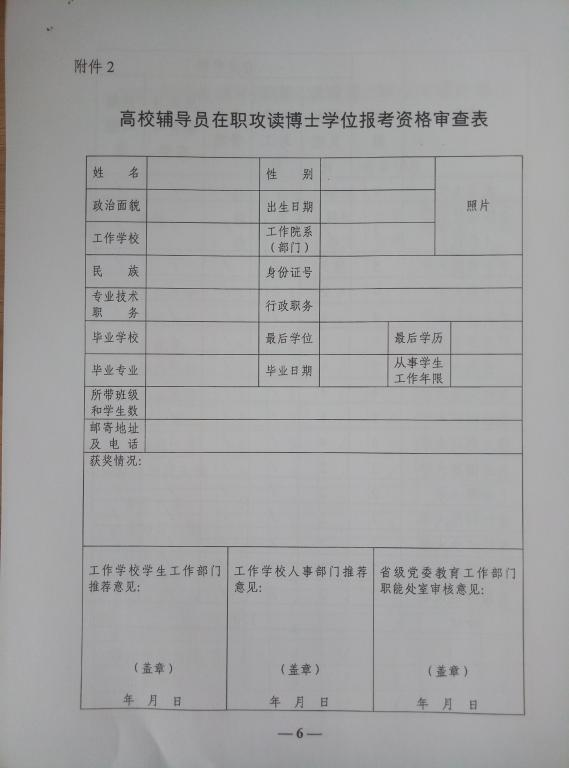 附件2
高校辅导员在职攻读博士学位报考资格审查表
姓 名 性 别 照片
政治面貌 出生日期
工作学校 工作院系(部门)
民 族 身份证号
专业技术职务 行政职务
毕业学校 最后学位 最后学历
毕业专业 毕业日期 从事学生工作年限
所带班级
和学生数
邮寄地址
及电话
获奖情况:
工作学校学生工作部门推荐意见: 工作学校人事部门推荐意见: 省级党委教育工作部门职能处室审核意见:
(盖章) (盖章) (盖章)
年 月 日 年 月 日 年 月 日
—6—